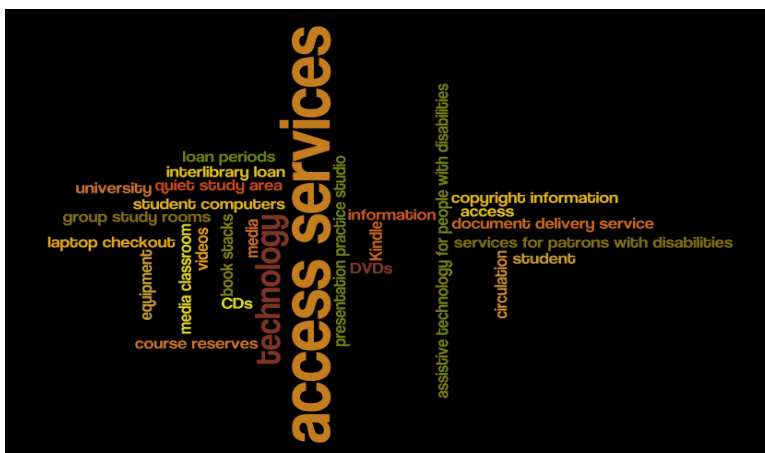 access services
loan periods
interlibrary loan
university
quiet study area
student computers
group study rooms
laptop checkout
equipment
media classroom
videos
book stacks
media
CDs
technology
course reserves
presentation practice studio
information
Kindle
DVDs
assistive technology for people with disabilities
copyright information
access
document delivery service
services for patrons with disabilities
circulation
student